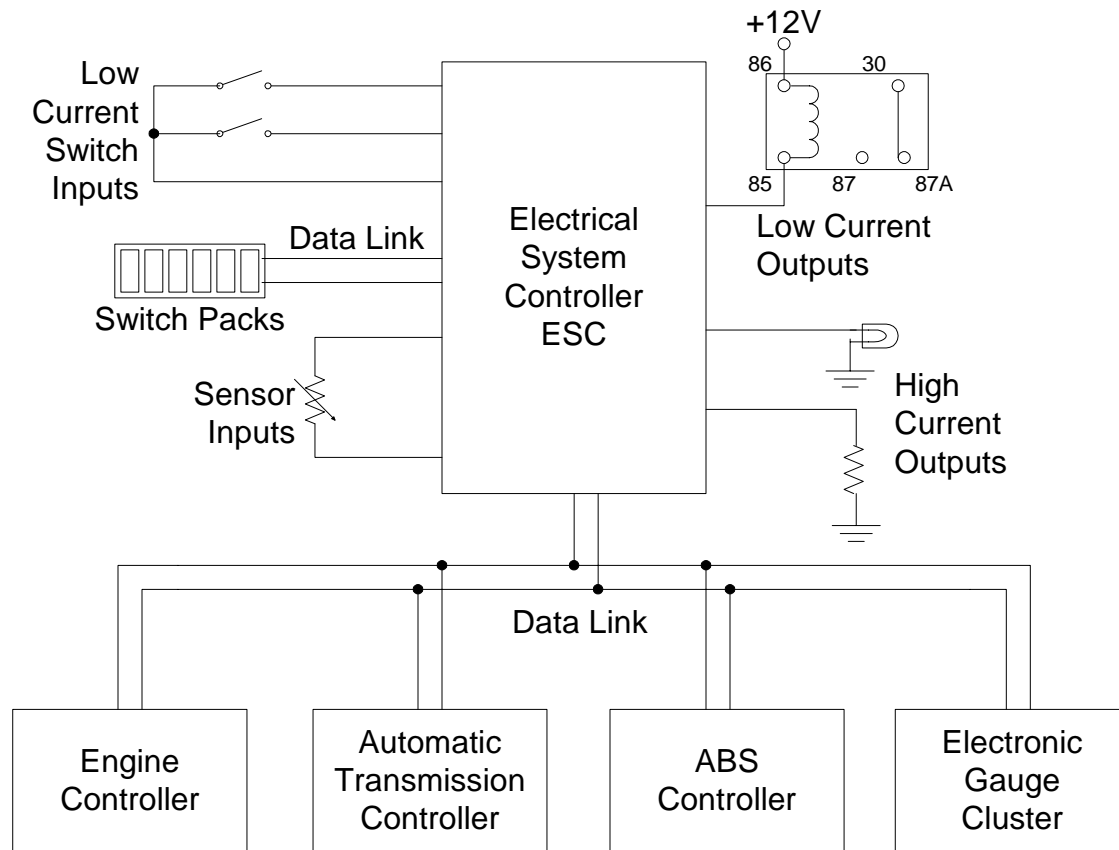 +12V
Low
Current
Switch
Inputs
86
30
85
87
87A
Low Current
Outputs
Electrical
System
Controller
ESC
Data Link
Switch Packs
Sensor
Inputs
High
Current
Outputs
Data Link
Engine
Controller
Automatic
Transmission
Controller
ABS
Controller
Electronic
Gauge
Cluster